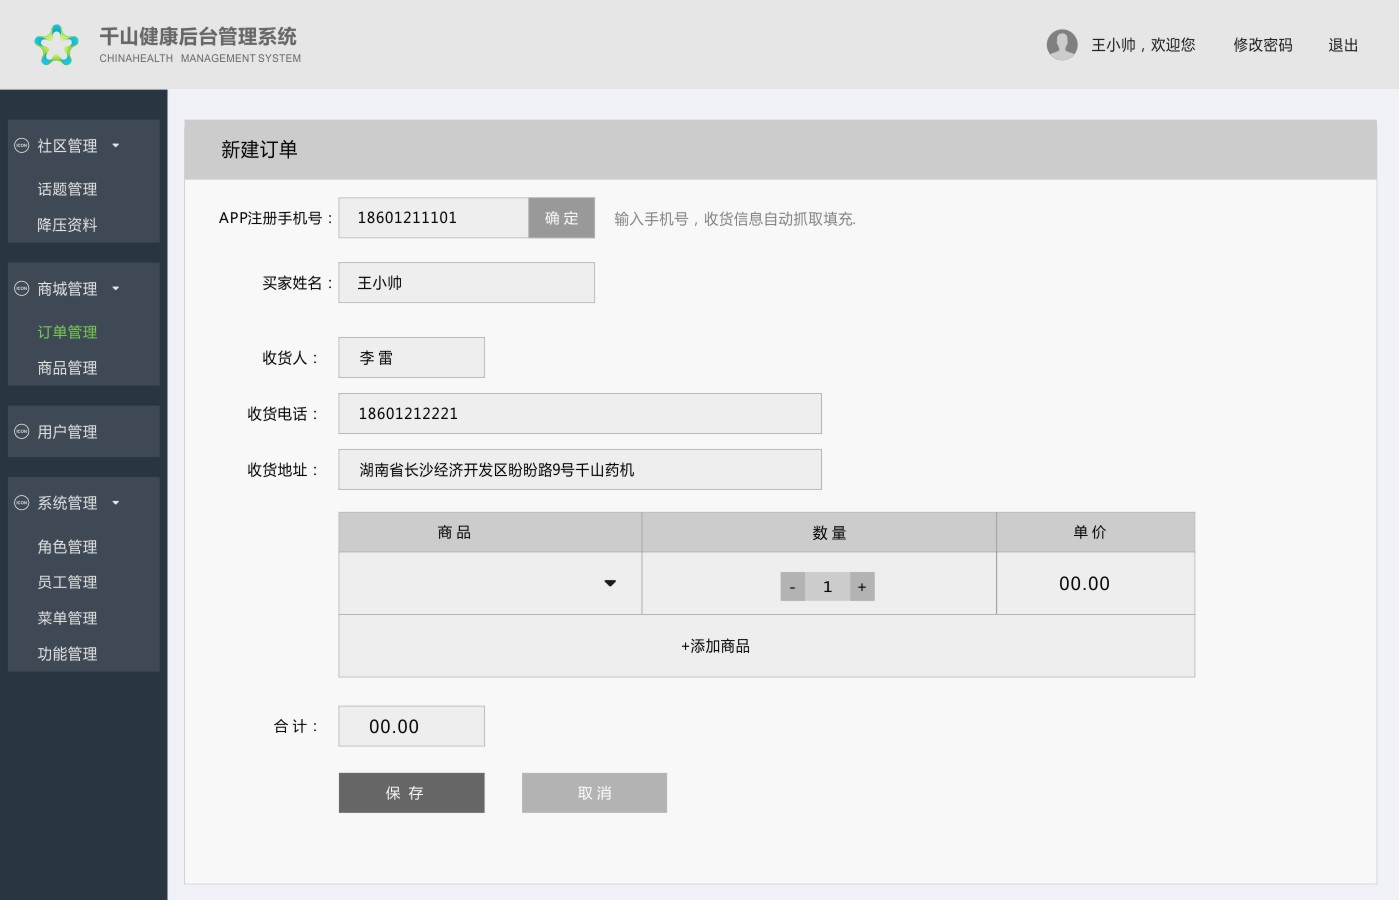 千山健康后台管理系统
CHINAHEALTH MANAGEMENT SYSTEM
王小帅，欢迎您 修改密码 退出
社区管理
话题管理
降压资料
商城管理
订单管理
商品管理
用户管理
系统管理
角色管理
员工管理
菜单管理
功能管理
新建订单
APP注册手机号： 18601211101 确 定 输入手机号，收货信息自动抓取填充.
买家姓名： 王小帅
收货人： 李 雷
收货电话： 18601212221
收货地址： 湖南省长沙经济开发区盼盼路9号千山药机
商 品 数 量 单 价
- 1 + 00.00
+添加商品
合 计： 00.00
保 存 取 消